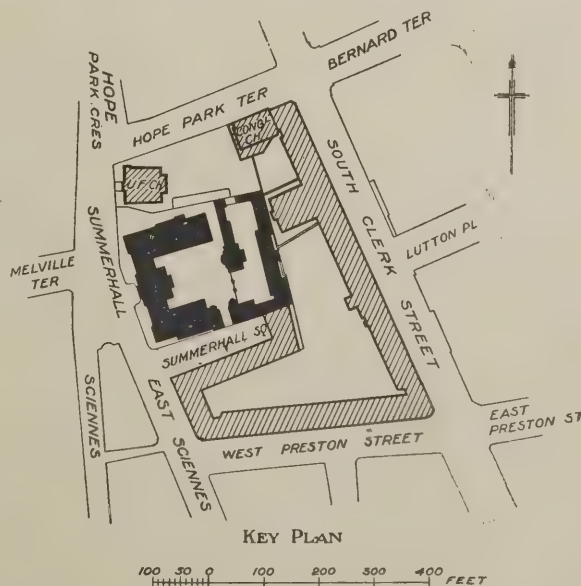 HOPE
PARK CRES
HOPE PARK TER
BERNARD TER
CONG.
CH
U.F. CH
SUMMERHALL
SOUTH CLERK STREET
LUTTON PL
MELVILLE
TER
SUMMERHALL SQ
SCIENNES
EAST SCIENNES
WEST PRESTON STREET
EAST
PRESTON ST
KEY PLAN
100 50 0 100 200 300 400 FEET